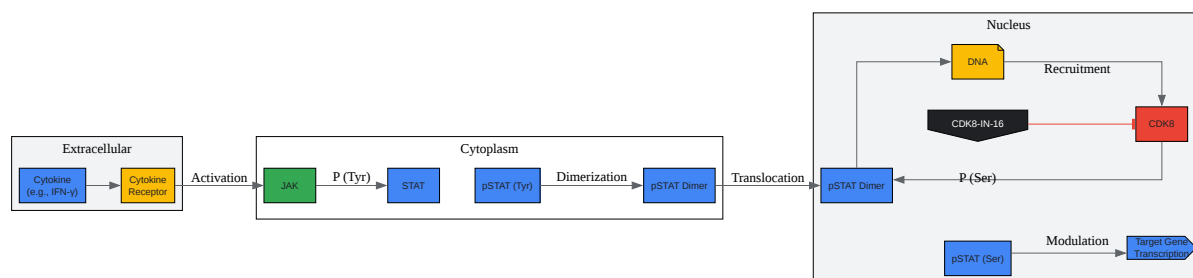 Extracellular
Cytokine
(e.g., IFN-γ)
Cytokine
Receptor
Activation
Cytoplasm
JAK
P (Tyr)
STAT
pSTAT (Tyr)
Dimerization
pSTAT Dimer
Translocation
Nucleus
DNA
Recruitment
CDK8-IN-16
CDK8
pSTAT Dimer
P (Ser)
pSTAT (Ser)
Modulation
Target Gene
Transcription